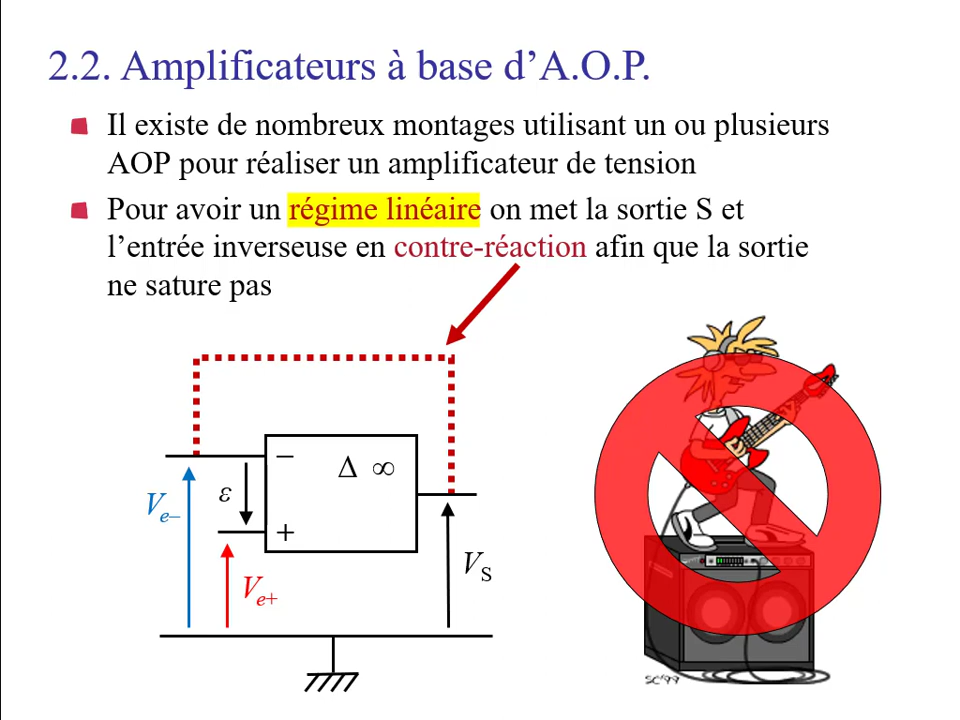 2.2. Amplificateurs à base d’A.O.P.
Il existe de nombreux montages utilisant un ou plusieurs
AOP pour réaliser un amplificateur de tension
Pour avoir un régime linéaire on met la sortie S et
l’entrée inverseuse en contre-réaction afin que la sortie
ne sature pas
−
Δ ∞
ε
Ve−
+
VS
Ve+
SC'99